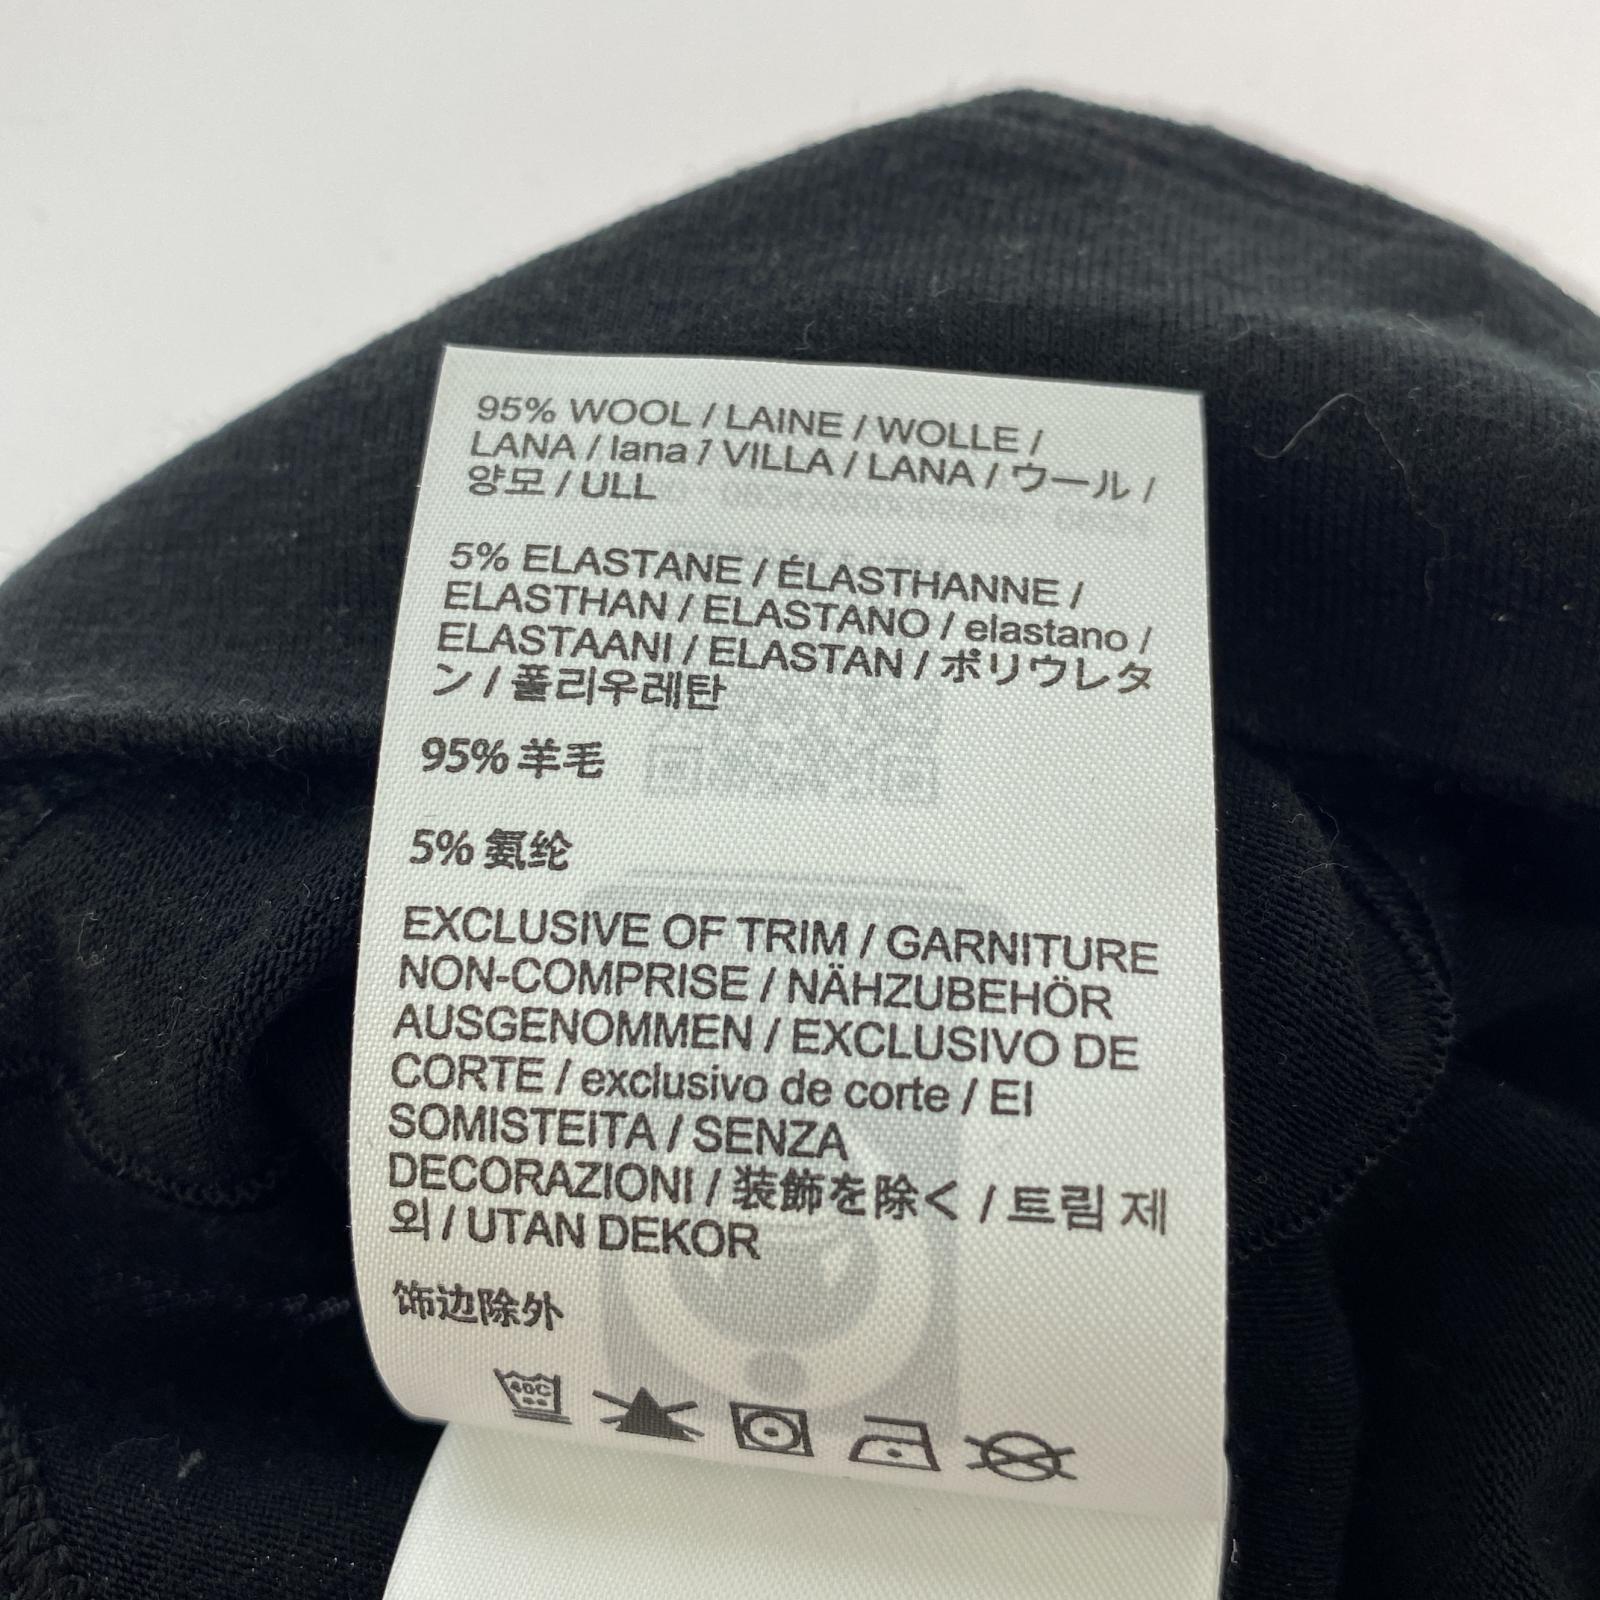 95% WOOL / LAINE / WOLLE /
LANA / lana / VILLA / LANA / ウール /
양모 / ULL
5% ELASTANE / ÉLASTHANNE /
ELASTHAN / ELASTANO / elastano /
ELASTAANI / ELASTAN / ポリウレタ
ン / 폴리우레탄
95% 羊毛
5% 氨纶
EXCLUSIVE OF TRIM / GARNITURE
NON-COMPRISE / NÄHZUBEHÖR
AUSGENOMMEN / EXCLUSIVO DE
CORTE / exclusivo de corte / EI
SOMISTEITA / SENZA
DECORAZIONI / 装飾を除く / 트림 제
외 / UTAN DEKOR
饰边除外
40C